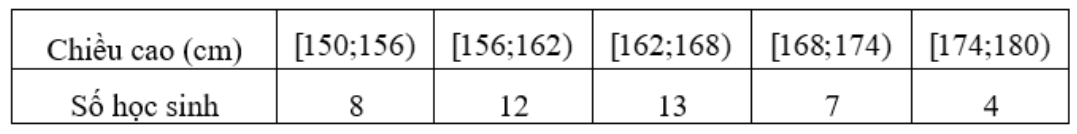 Chiều cao (cm) [150;156) [156;162) [162;168) [168;174) [174;180)
Số học sinh 8 12 13 7 4